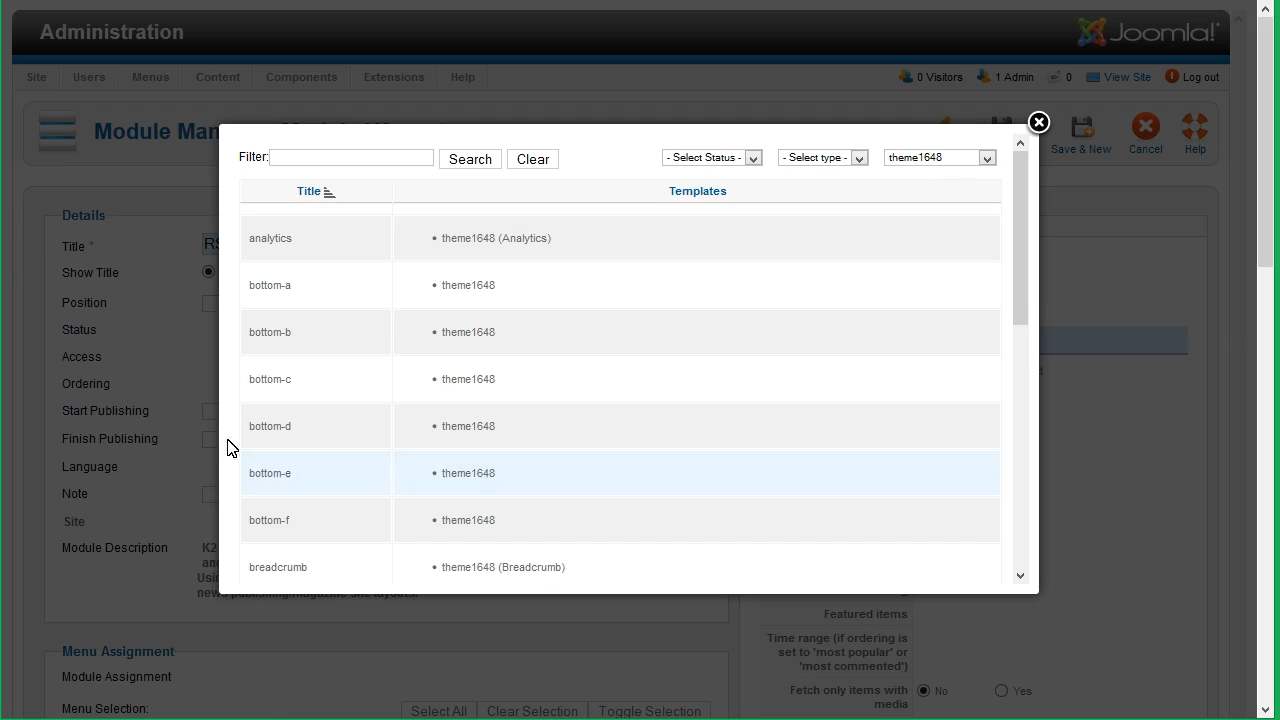 Administration
Joomla!
Site Users Menus Content Components Extensions Help
0 Visitors 1 Admin 0 View Site Log out
Module Man
Save & New Cancel Help
Filter: Search Clear - Select Status - - Select type - theme1648
Title Templates
analytics • theme1648 (Analytics)
bottom-a • theme1648
bottom-b • theme1648
bottom-c • theme1648
bottom-d • theme1648
bottom-e • theme1648
bottom-f • theme1648
breadcrumb • theme1648 (Breadcrumb)
Details
Title *
RS
Show Title
Position
Status
Access
Ordering
Start Publishing
Finish Publishing
Language
Note
Site
Module Description
K2
and
Usi
Menu Assignment
Module Assignment
Menu Selection:
Select All Clear Selection Toggle Selection
Featured items
Time range (if ordering is
set to 'most popular' or
'most commented')
Fetch only items with
media
No Yes